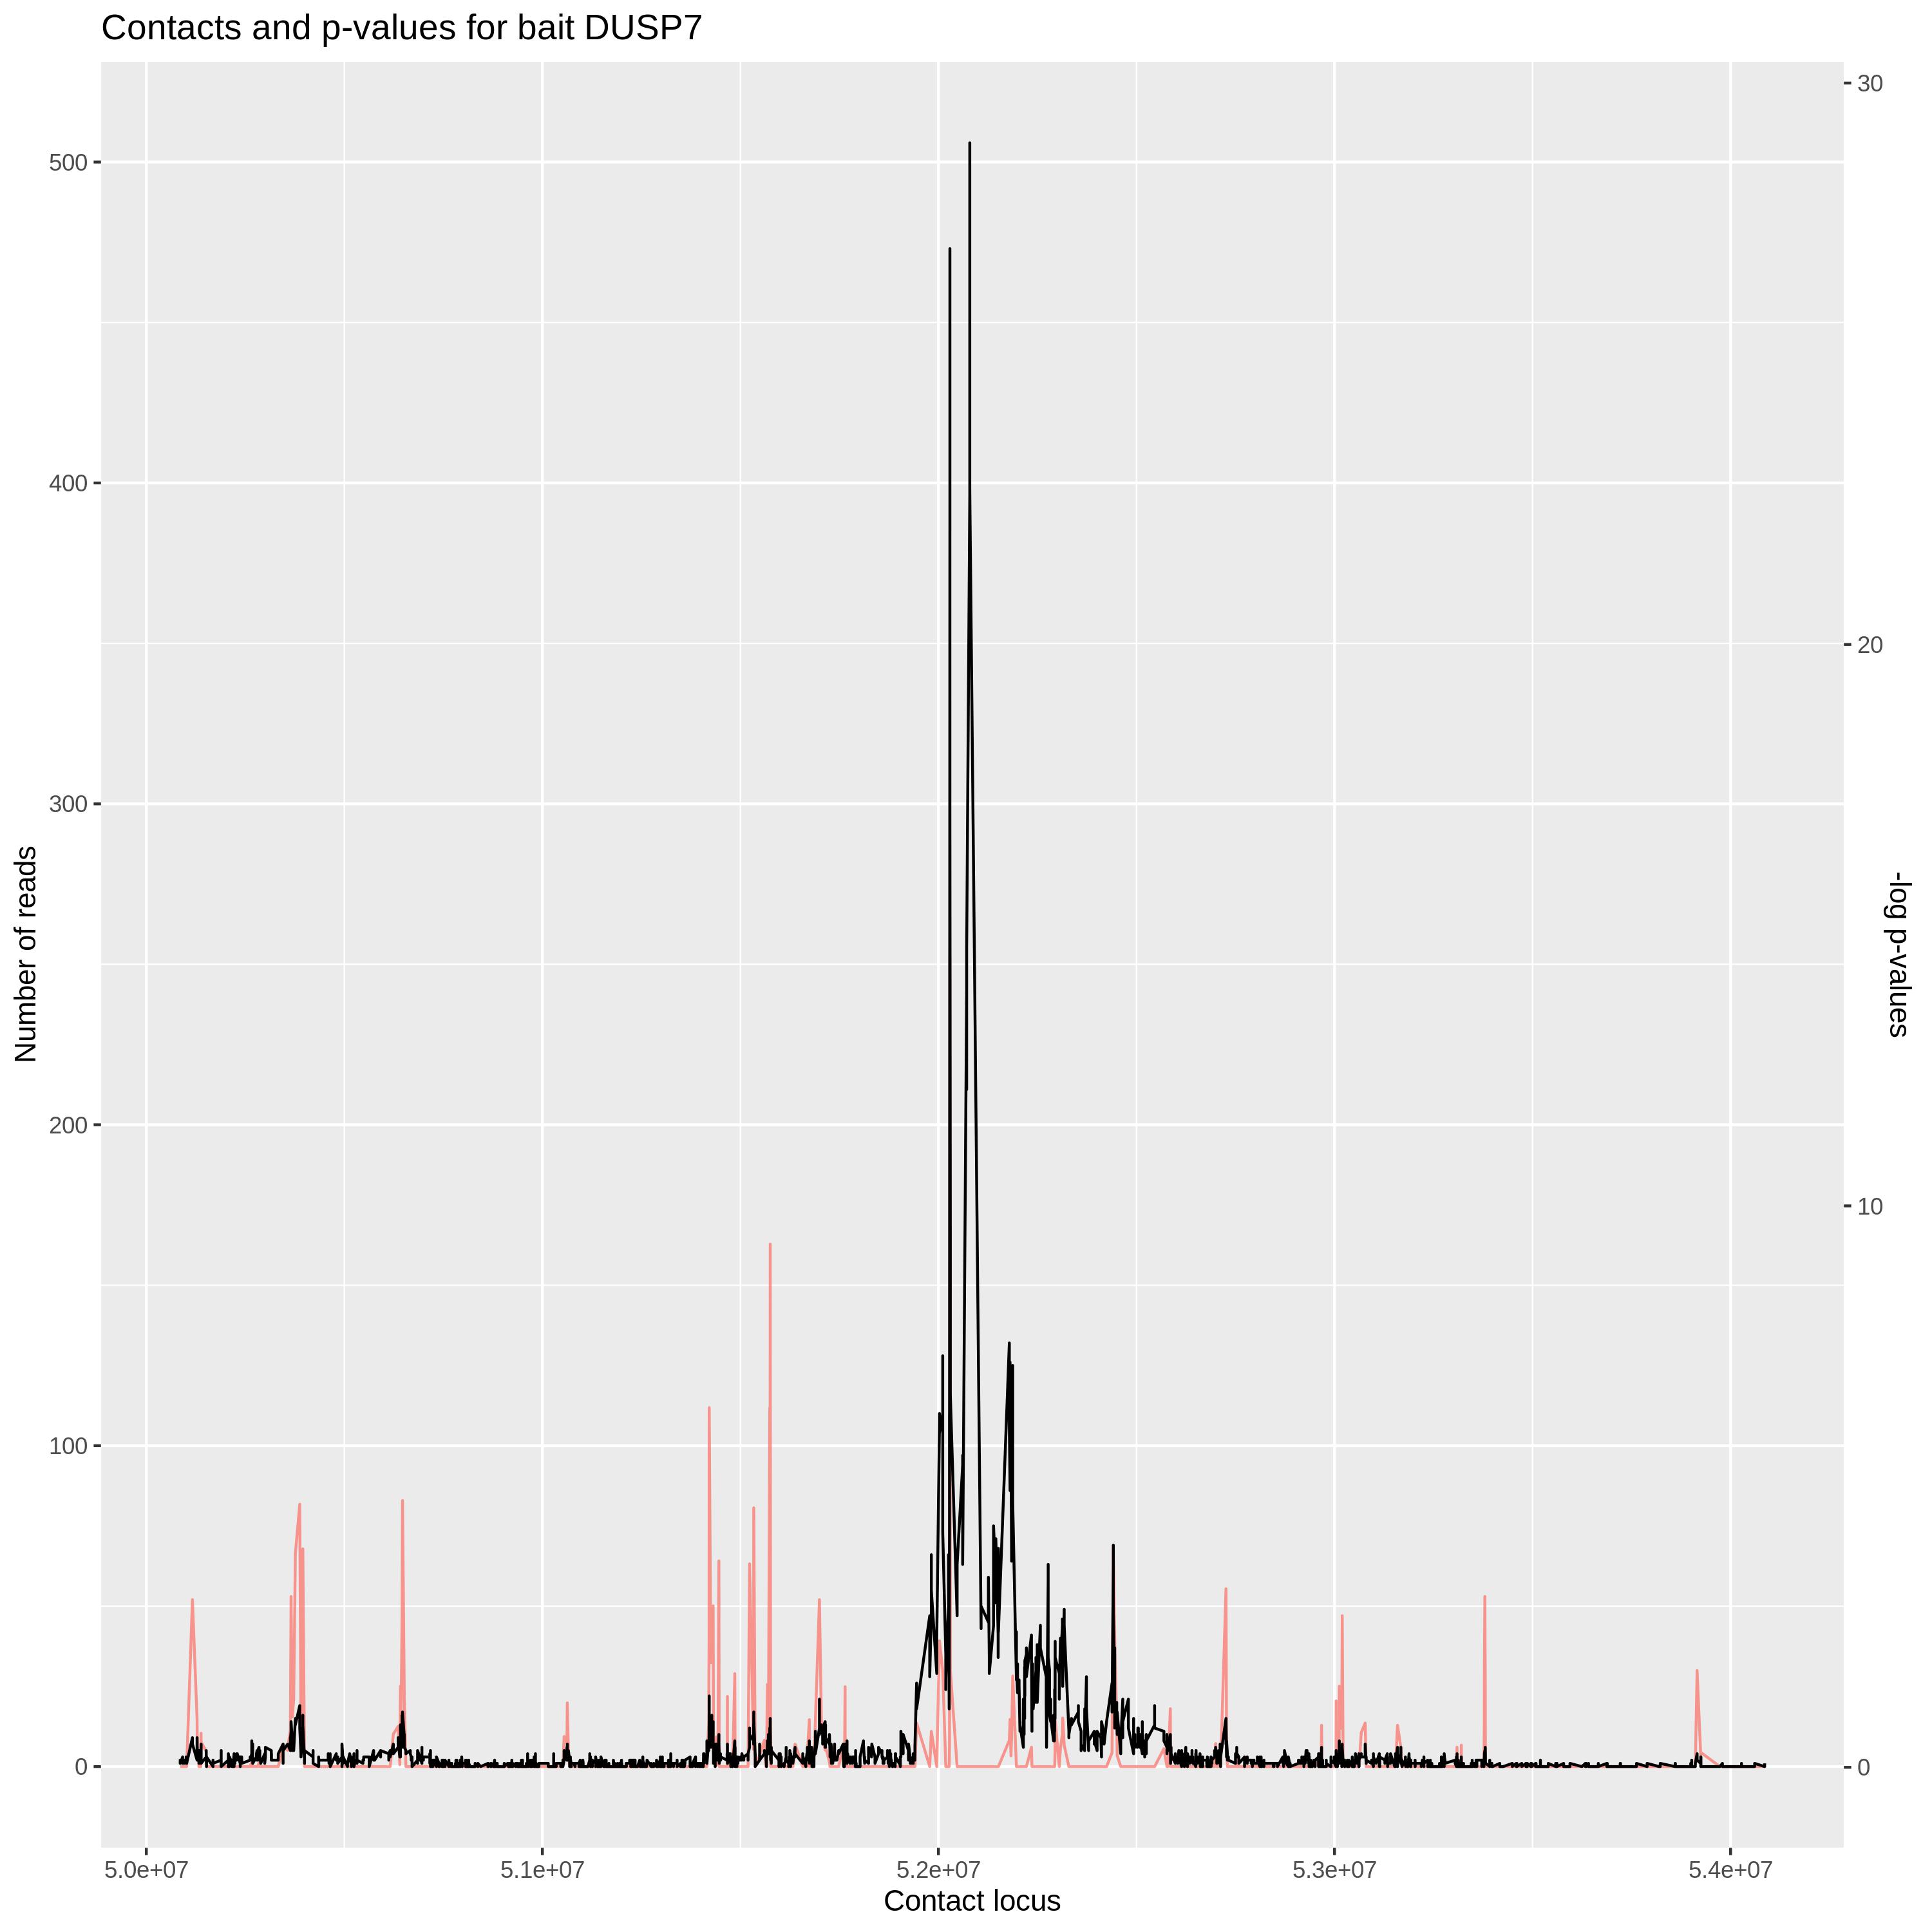 Contacts and p-values for bait DUSP7
30
500
400
20
300
Number of reads
-log p-values
200
10
100
0
0
5.0e+07 5.1e+07 5.2e+07 5.3e+07 5.4e+07
Contact locus